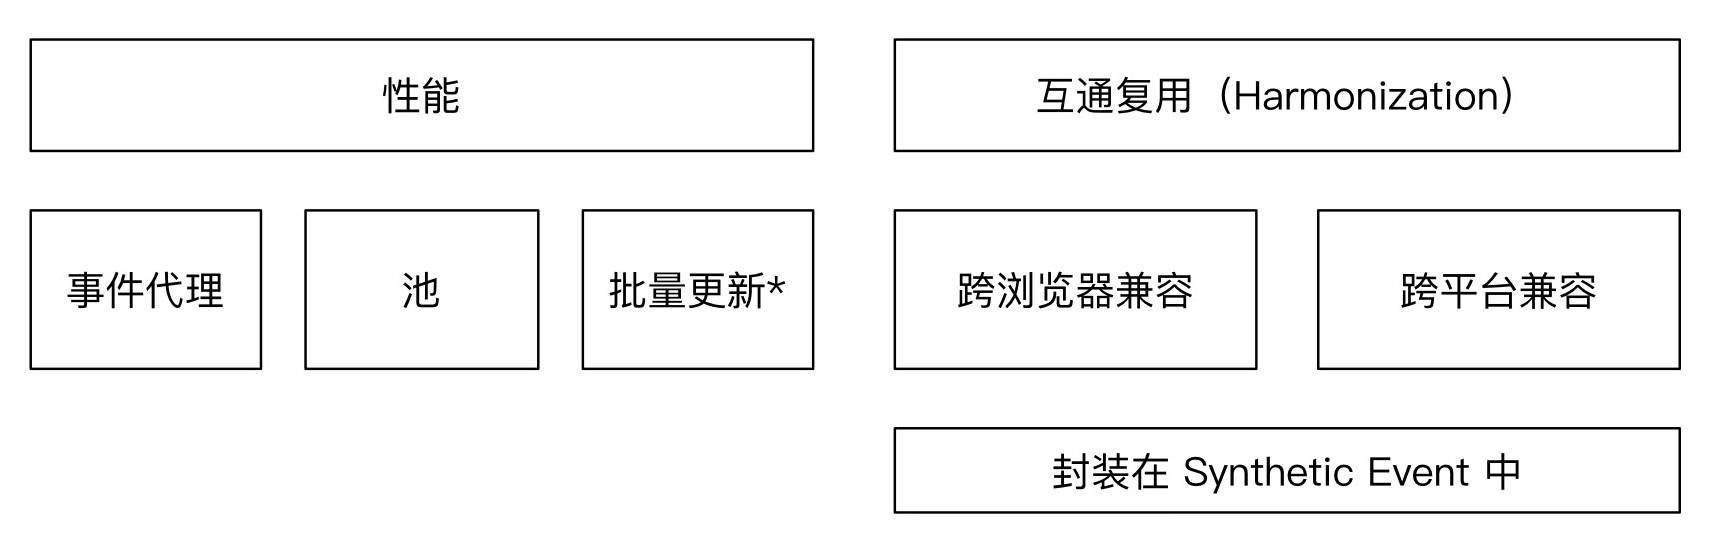 性能
互通复用（Harmonization）
事件代理
池
批量更新*
跨浏览器兼容
跨平台兼容
封装在 Synthetic Event 中